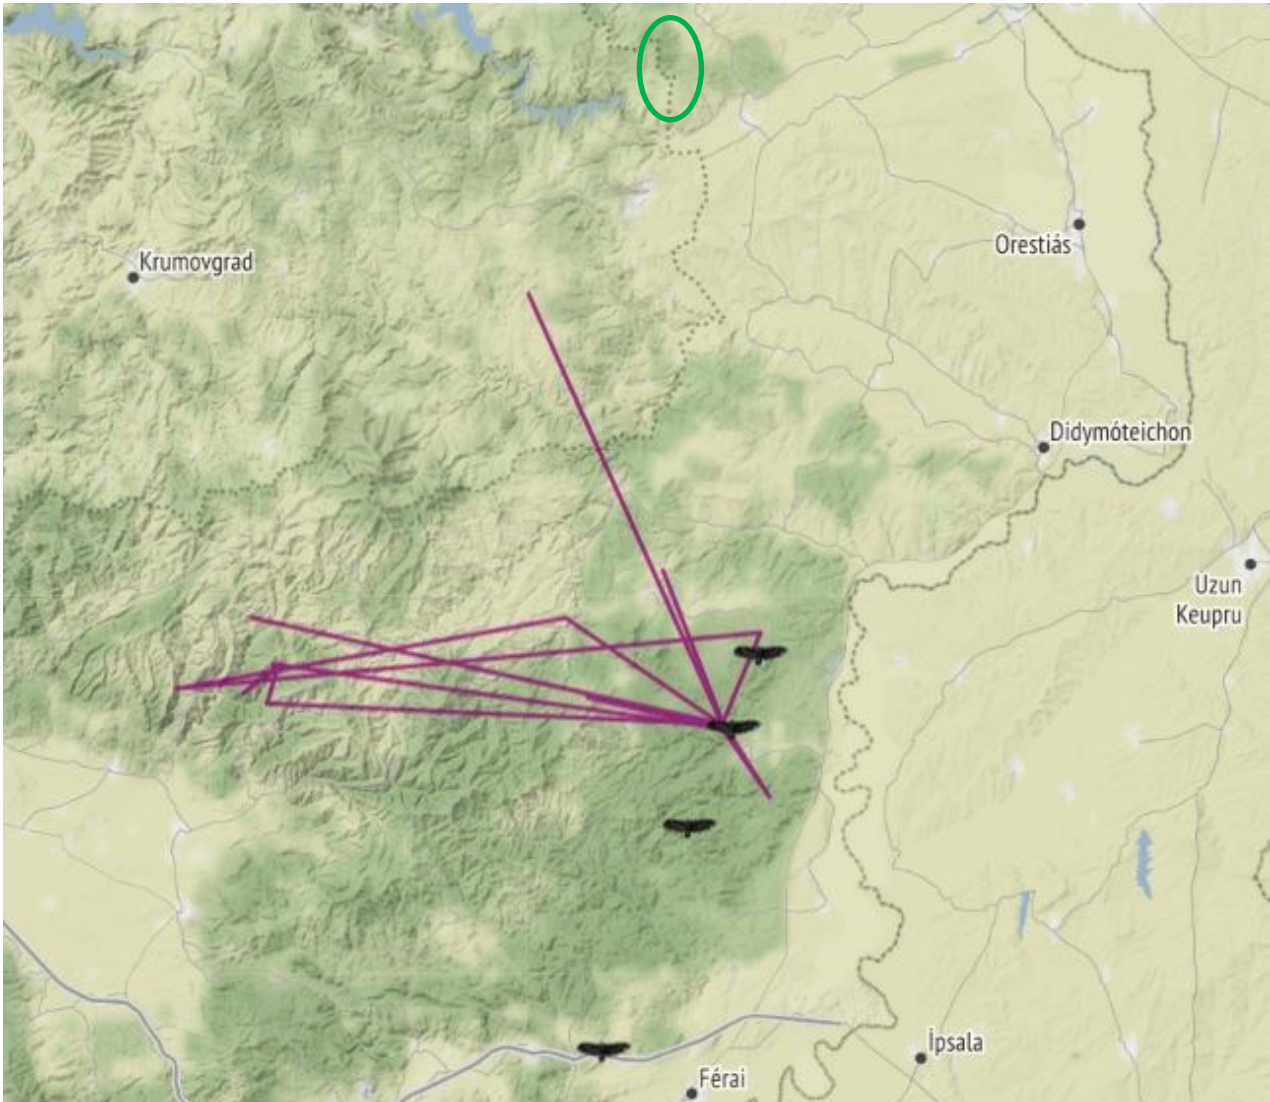 Orestiás
Krumovgrad
Didymóteichon
Uzun
Keupru
İpsala
Férai